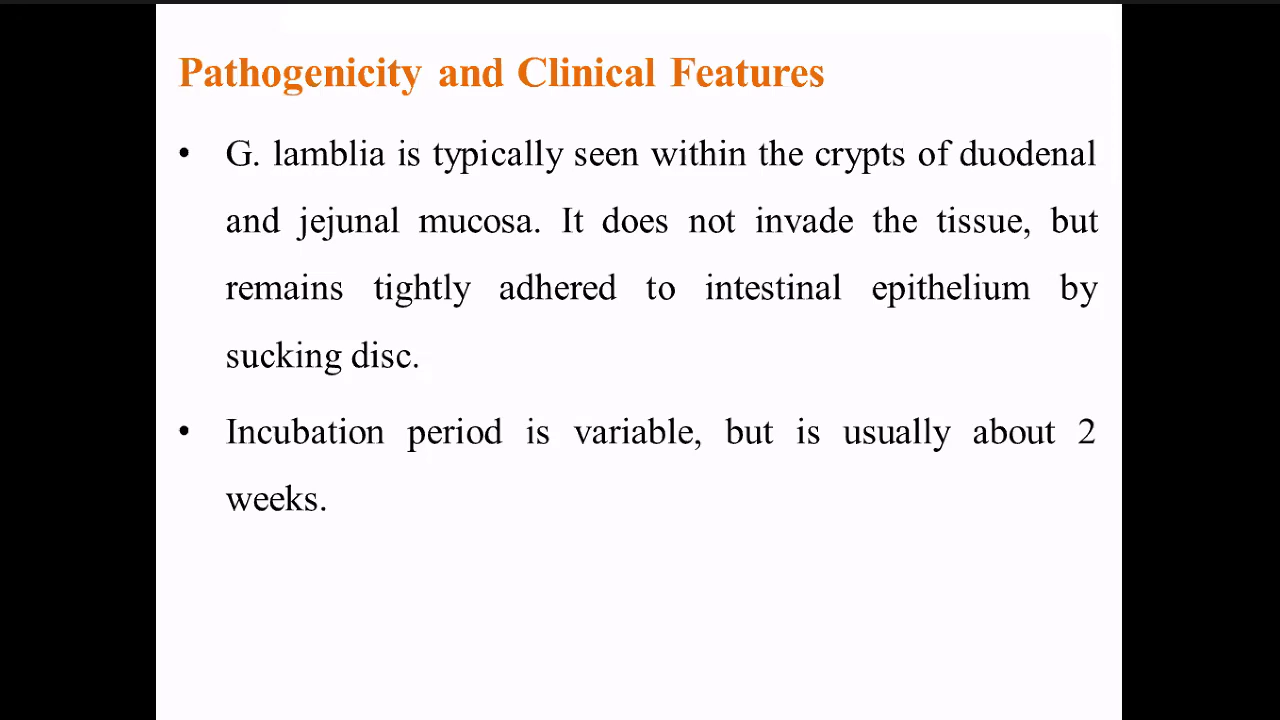 Pathogenicity and Clinical Features
• G. lamblia is typically seen within the crypts of duodenal
and jejunal mucosa. It does not invade the tissue, but
remains tightly adhered to intestinal epithelium by
sucking disc.
• Incubation period is variable, but is usually about 2
weeks.